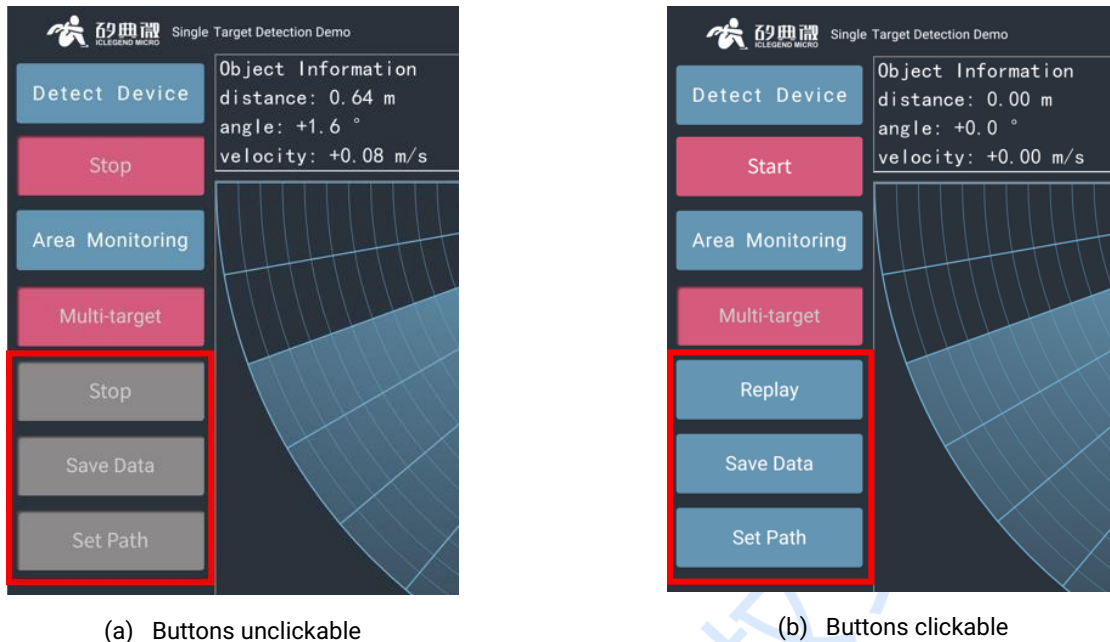 矽典微 ICLEGEND MICRO Single Target Detection Demo
Detect Device
Object Information
distance: 0.64 m
angle: +1.6 °
velocity: +0.08 m/s
Stop
Area Monitoring
Multi-target
Stop
Save Data
Set Path
(a) Buttons unclickable
矽典微 ICLEGEND MICRO Single Target Detection Demo
Detect Device
Object Information
distance: 0.00 m
angle: +0.0 °
velocity: +0.00 m/s
Start
Area Monitoring
Multi-target
Replay
Save Data
Set Path
(b) Buttons clickable